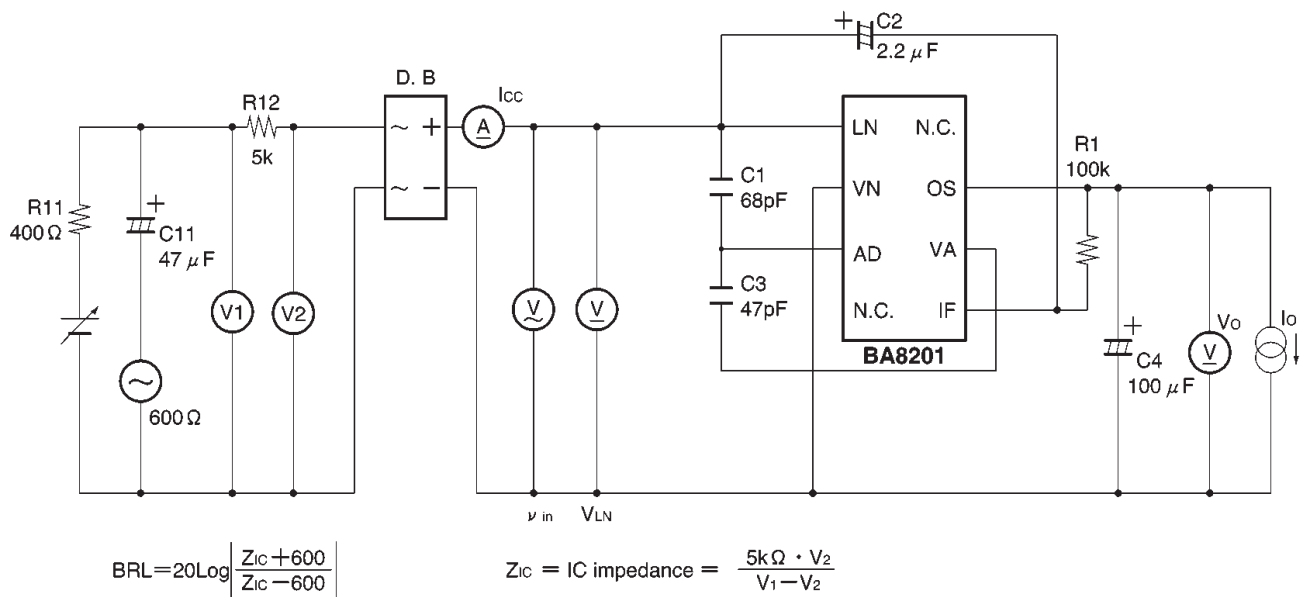 C2
+
2.2 μF
D. B
Icc
R12
~ +
A
LN N.C.
R1
5k
C1
100k
+
68pF
VN OS
~ −
R11
400Ω
C11
47 μF
AD VA
C3
V1
V2
V
V
47pF
N.C. IF
+
Vo
V
Io
BA8201
C4
~
100 μF
600Ω
ν in
VLN
BRL=20Log|ZIC+600 / ZIC−600|
ZIC = IC impedance = 5kΩ · V2 / V1−V2